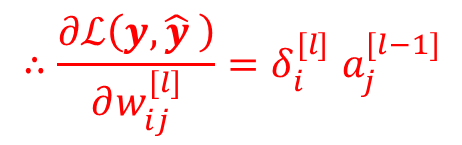 ∴ ∂ℒ(𝒚, 𝒚̂) / ∂w_{ij}^{[l]} = δ_i^{[l]} a_j^{[l−1]}